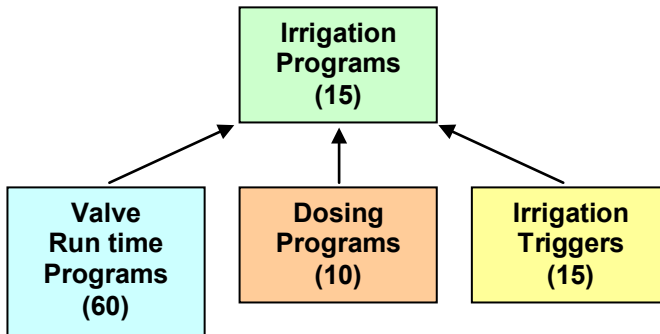 Irrigation
Programs
(15)
Valve
Run time
Programs
(60)
Dosing
Programs
(10)
Irrigation
Triggers
(15)